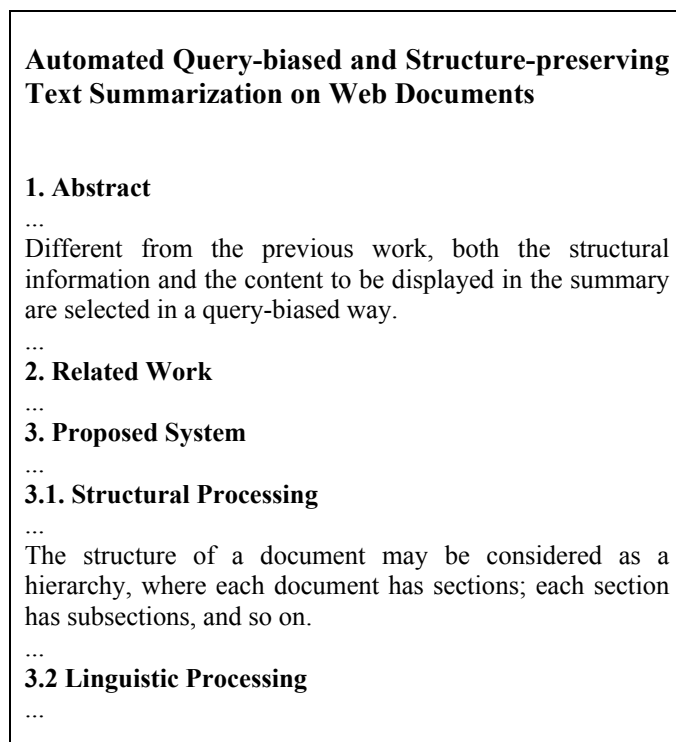 Automated Query-biased and Structure-preserving
Text Summarization on Web Documents
1. Abstract
...
Different from the previous work, both the structural
information and the content to be displayed in the summary
are selected in a query-biased way.
...
2. Related Work
...
3. Proposed System
...
3.1. Structural Processing
...
The structure of a document may be considered as a
hierarchy, where each document has sections; each section
has subsections, and so on.
...
3.2 Linguistic Processing
...